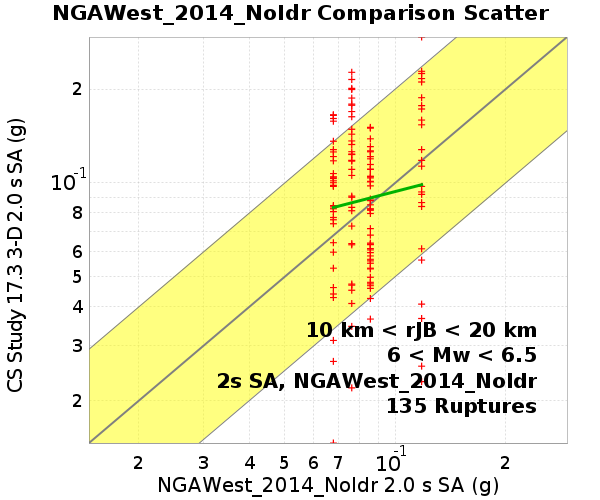 NGAWest_2014_NoIdr Comparison Scatter
CS Study 17.3 3-D 2.0 s SA (g)
2
10⁻¹
8
6
5
4
3
2
10 km < rJB < 20 km
6 < Mw < 6.5
2s SA, NGAWest_2014_NoIdr
135 Ruptures
2 3 4 5 6 7 10⁻¹ 2
NGAWest_2014_NoIdr 2.0 s SA (g)